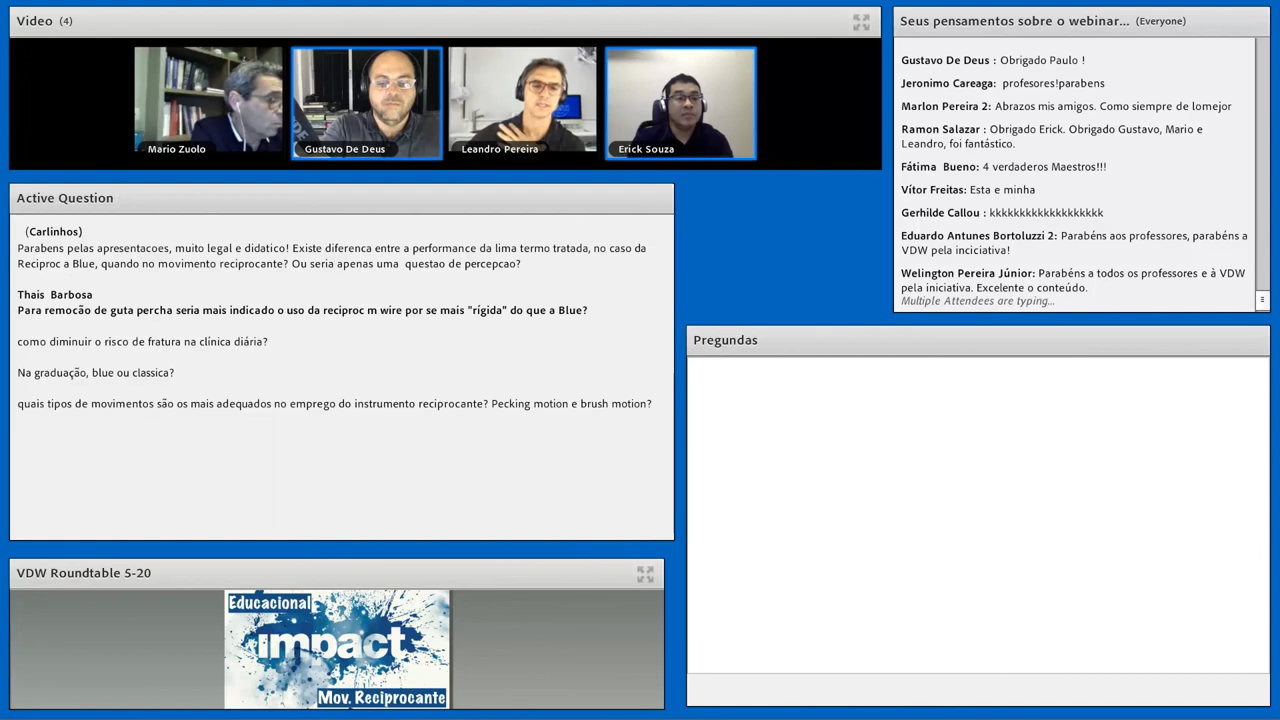 Video (4)
Mario Zuolo
Gustavo De Deus
Leandro Pereira
Erick Souza
Seus pensamentos sobre o webinar... (Everyone)
Gustavo De Deus : Obrigado Paulo !
Jeronimo Careaga: profesores!parabens
Marlon Pereira 2: Abrazos mis amigos. Como siempre de lomejor
Ramon Salazar : Obrigado Erick. Obrigado Gustavo, Mario e
Leandro, foi fantástico.
Fátima Bueno: 4 verdaderos Maestros!!!
Vítor Freitas: Esta e minha
Gerhilde Callou : kkkkkkkkkkkkkkkkkkk
Eduardo Antunes Bortoluzzi 2: Parabéns aos professores, parabéns a
VDW pela inciciativa!
Welington Pereira Júnior: Parabéns a todos os professores e à VDW
pela iniciativa. Excelente o conteúdo.
Multiple Attendees are typing...
Active Question
(Carlinhos)
Parabens pelas apresentacoes, muito legal e didatico! Existe diferenca entre a performance da lima termo tratada, no caso da
Reciproc a Blue, quando no movimento reciprocante? Ou seria apenas uma questao de percepcao?
Thais Barbosa
Para remocão de guta percha seria mais indicado o uso da reciproc m wire por se mais "rígida" do que a Blue?
como diminuir o risco de fratura na clínica diária?
Na graduação, blue ou classica?
quais tipos de movimentos são os mais adequados no emprego do instrumento reciprocante? Pecking motion e brush motion?
Pregundas
VDW Roundtable 5-20
Educacional
impact
Mov. Reciprocante